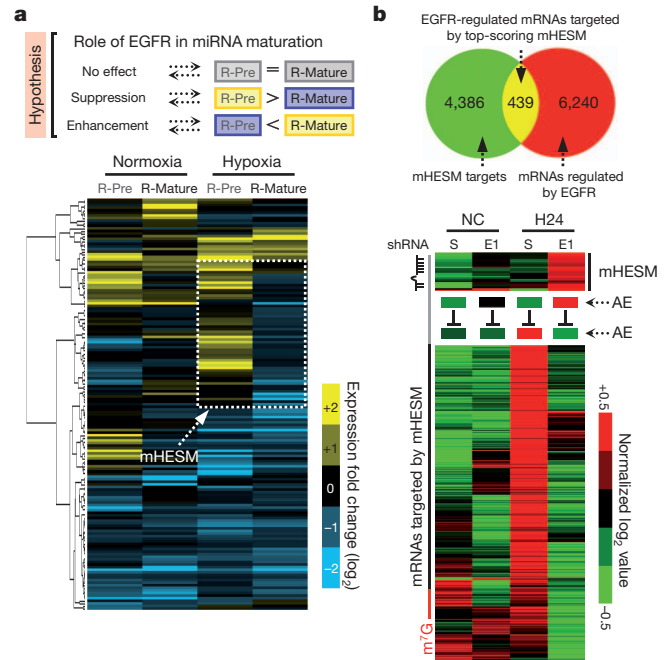 a
Hypothesis
Role of EGFR in miRNA maturation
No effect R-Pre = R-Mature
Suppression R-Pre > R-Mature
Enhancement R-Pre < R-Mature
Normoxia Hypoxia
R-Pre R-Mature R-Pre R-Mature
mHESM
+2
+1
0
−1
−2
Expression fold change (log2)
b
EGFR-regulated mRNAs targeted
by top-scoring mHESM
4,386 439 6,240
mHESM targets
mRNAs regulated
by EGFR
NC H24
shRNA S E1 S E1
mHESM
AE
AE
mRNAs targeted by mHESM
m7G
+0.5
−0.5
Normalized log2 value